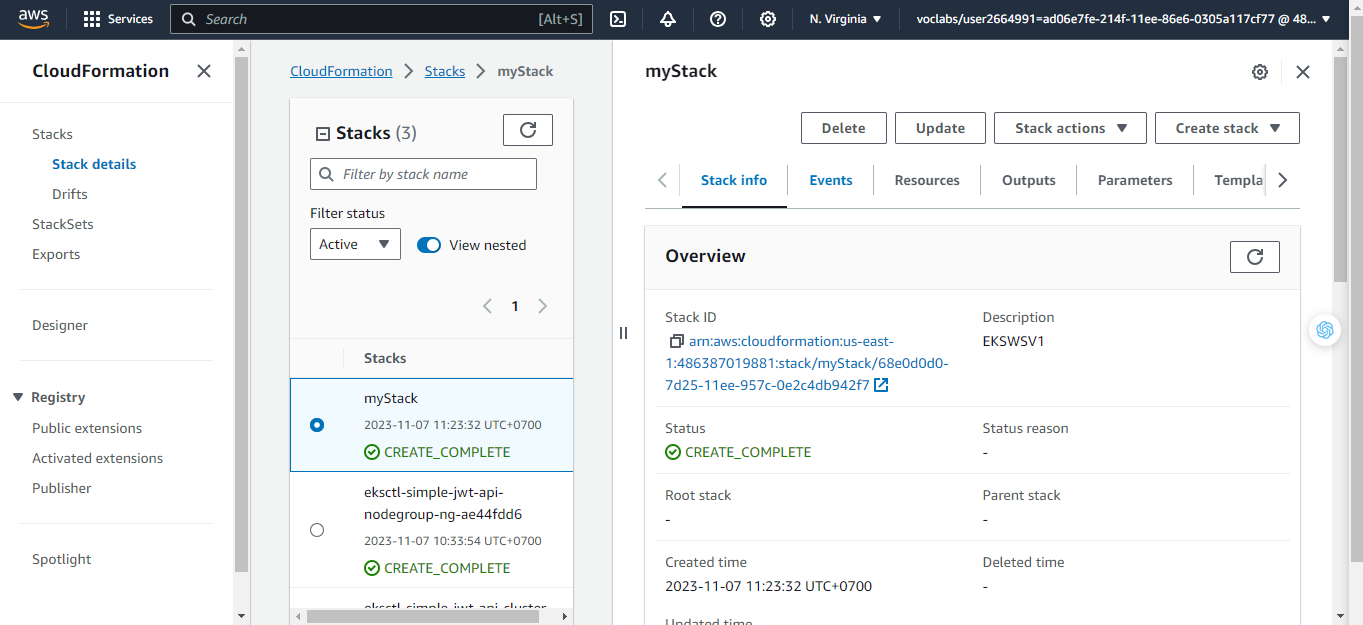 aws
Services
Search
[Alt+S]
N. Virginia
voclabs/user2664991=ad06e7fe-214f-11ee-86e6-0305a117cf77 @ 48...
CloudFormation
Stacks
Stack details
Drifts
StackSets
Exports
Designer
Registry
Public extensions
Activated extensions
Publisher
Spotlight
CloudFormation
Stacks
myStack
Stacks (3)
Filter by stack name
Filter status
Active
View nested
1
Stacks
myStack
2023-11-07 11:23:32 UTC+0700
CREATE_COMPLETE
eksctl-simple-jwt-api-
nodegroup-ng-ae44fdd6
2023-11-07 10:33:54 UTC+0700
CREATE_COMPLETE
eksctl-simple-jwt-api-cluster
myStack
Delete
Update
Stack actions
Create stack
Stack info
Events
Resources
Outputs
Parameters
Templa
Overview
Stack ID
arn:aws:cloudformation:us-east-
1:486387019881:stack/myStack/68e0d0d0-
7d25-11ee-957c-0e2c4db942f7
Description
EKSWSV1
Status
CREATE_COMPLETE
Status reason
-
Root stack
-
Parent stack
-
Created time
2023-11-07 11:23:32 UTC+0700
Deleted time
-
Updated time